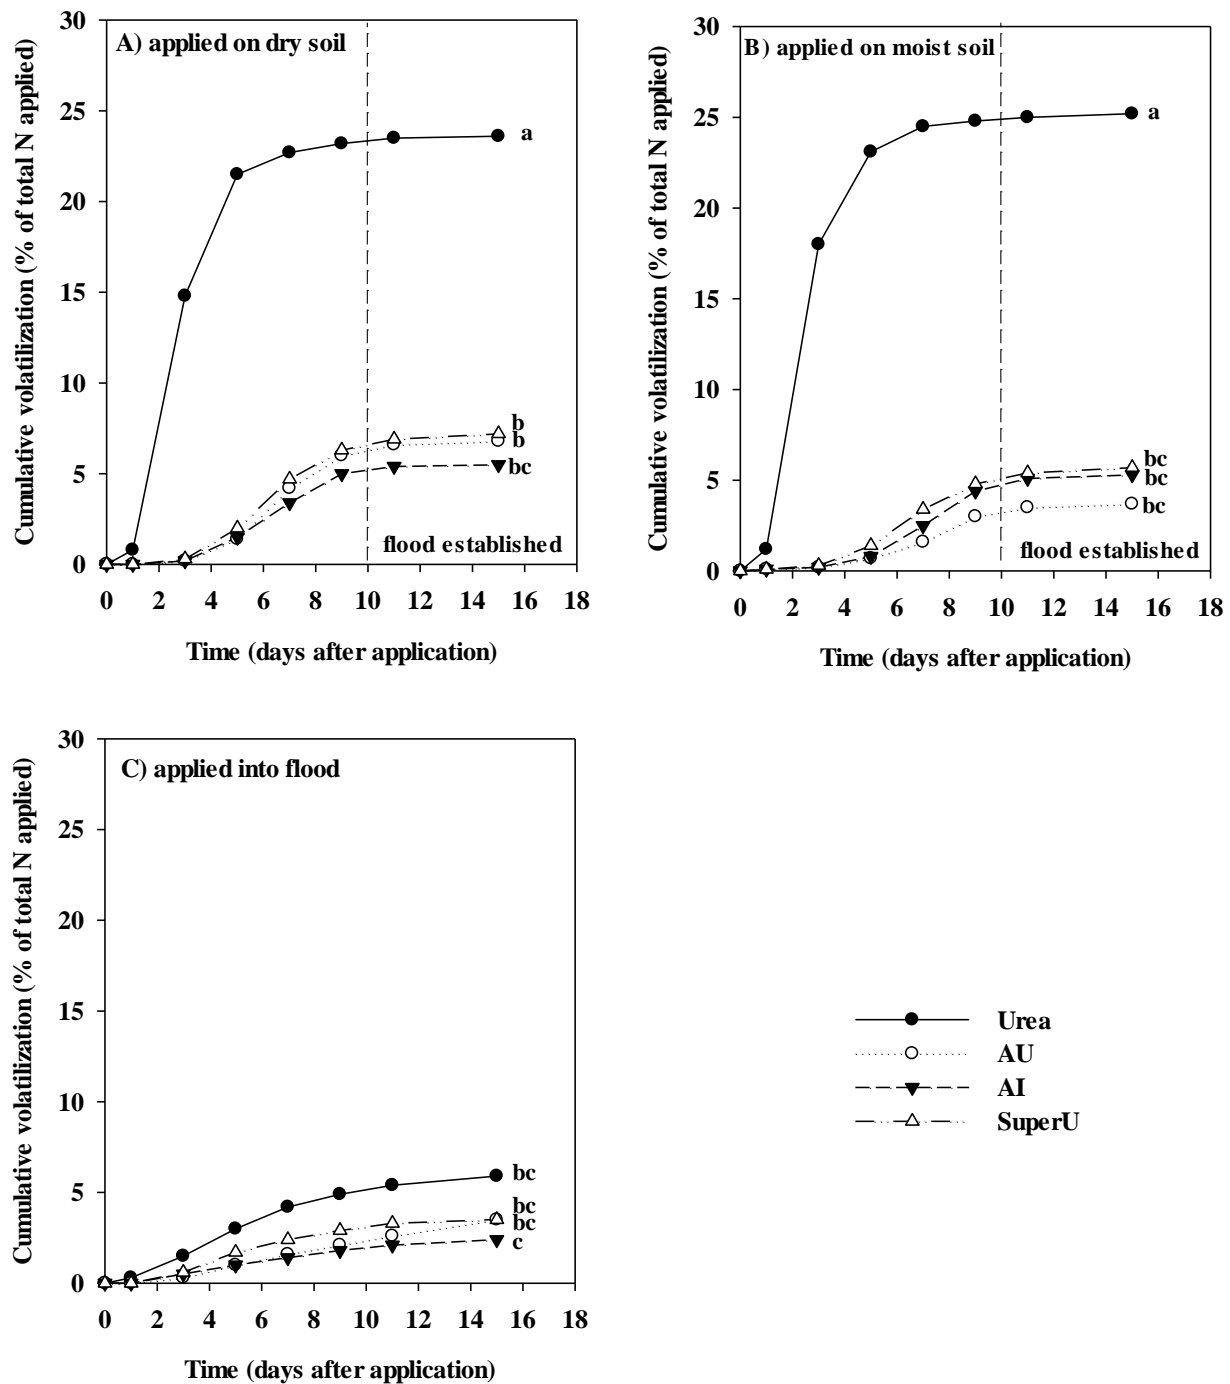 A) applied on dry soil
Cumulative volatilization (% of total N applied)
30
25
20
15
10
5
0
a
b
b
bc
flood established
0 2 4 6 8 10 12 14 16 18
Time (days after application)
B) applied on moist soil
Cumulative volatilization (% of total N applied)
30
25
20
15
10
5
0
a
bc
bc
bc
flood established
0 2 4 6 8 10 12 14 16 18
Time (days after application)
C) applied into flood
Cumulative volatilization (% of total N applied)
30
25
20
15
10
5
0
bc
bc
bc
c
0 2 4 6 8 10 12 14 16 18
Time (days after application)
Urea
AU
AI
SuperU